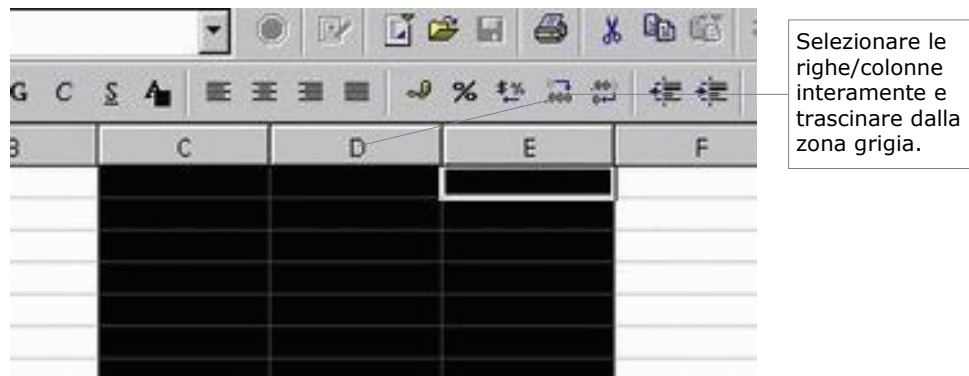 G C S A %
B C D E F
Selezionare le
righe/colonne
interamente e
trascinare dalla
zona grigia.